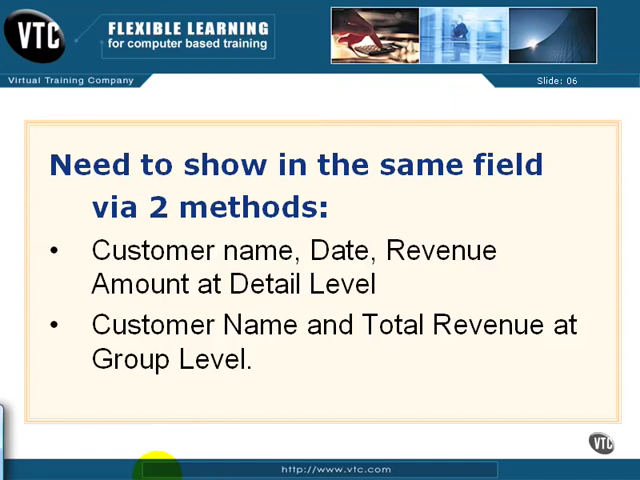 VTC
FLEXIBLE LEARNING
for computer based training
Virtual Training Company
Slide: 06
Need to show in the same field
via 2 methods:
• Customer name, Date, Revenue
Amount at Detail Level
• Customer Name and Total Revenue at
Group Level.
VTC
http://www.vtc.com